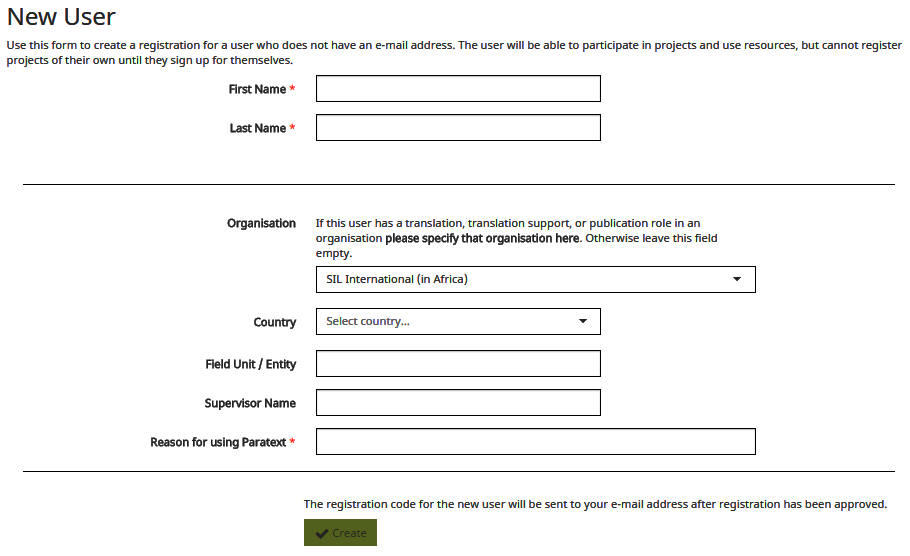 New User
Use this form to create a registration for a user who does not have an e-mail address. The user will be able to participate in projects and use resources, but cannot register
projects of their own until they sign up for themselves.
First Name *
Last Name *
Organisation
If this user has a translation, translation support, or publication role in an
organisation please specify that organisation here. Otherwise leave this field
empty.
SIL International (in Africa)
Country
Select country...
Field Unit / Entity
Supervisor Name
Reason for using Paratext *
The registration code for the new user will be sent to your e-mail address after registration has been approved.
Create